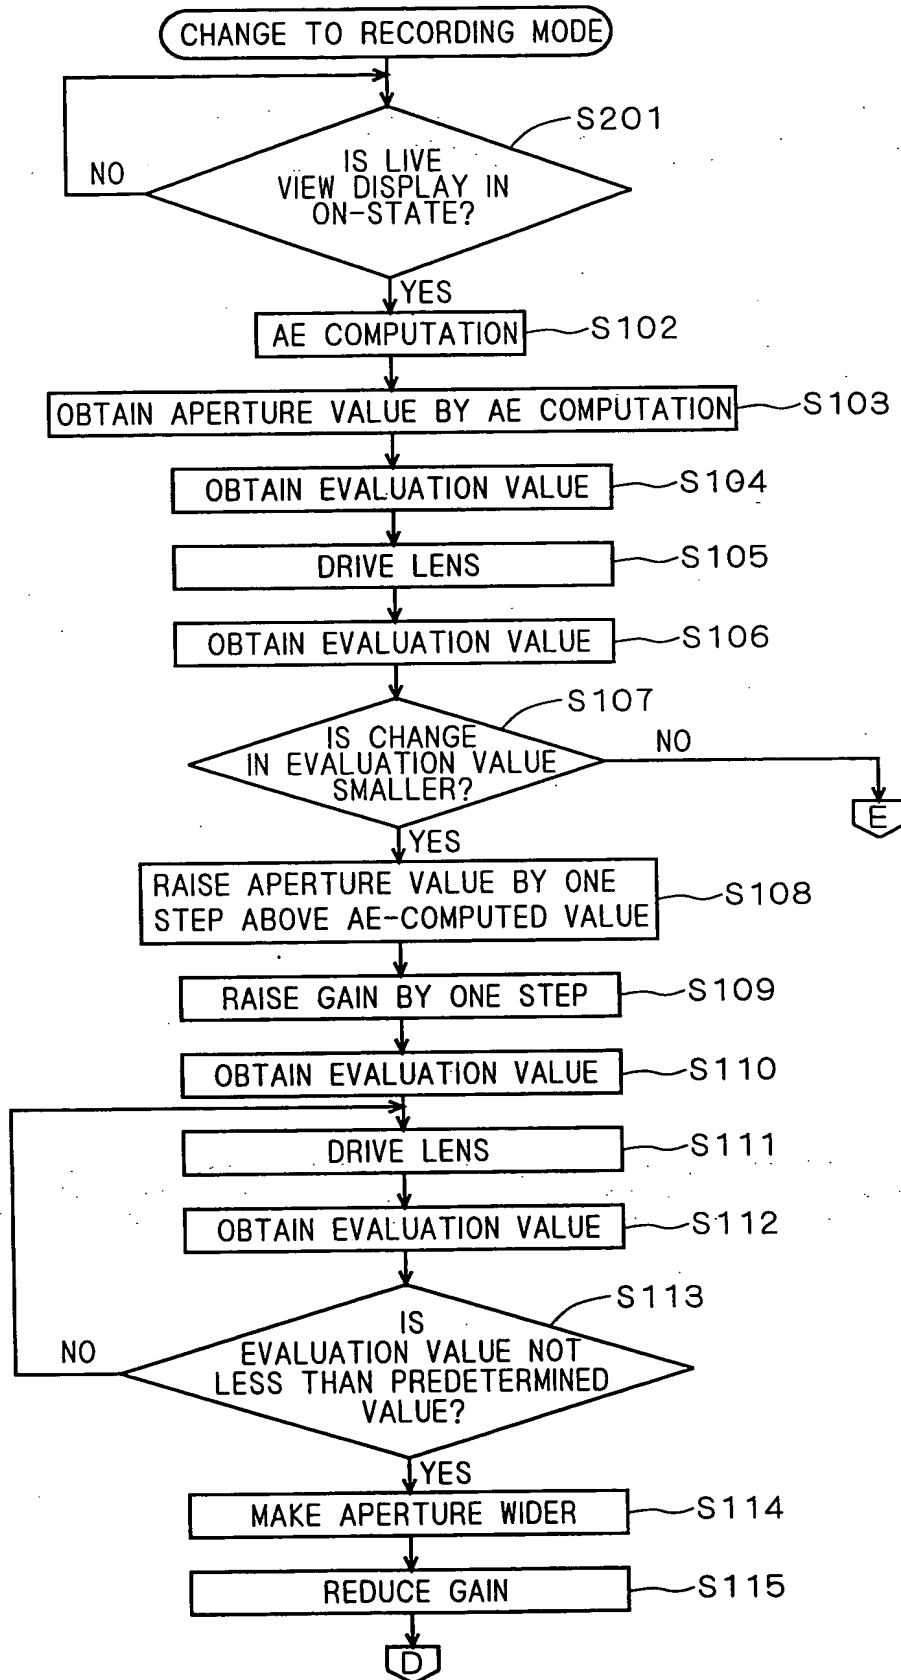 CHANGE TO RECORDING MODE
S201
IS LIVE
VIEW DISPLAY IN
ON-STATE?
NO
YES
AE COMPUTATION
S102
OBTAIN APERTURE VALUE BY AE COMPUTATION
S103
OBTAIN EVALUATION VALUE
S104
DRIVE LENS
S105
OBTAIN EVALUATION VALUE
S106
S107
IS CHANGE
IN EVALUATION VALUE
SMALLER?
NO
E
YES
RAISE APERTURE VALUE BY ONE
STEP ABOVE AE-COMPUTED VALUE
S108
RAISE GAIN BY ONE STEP
S109
OBTAIN EVALUATION VALUE
S110
DRIVE LENS
S111
OBTAIN EVALUATION VALUE
S112
S113
IS
EVALUATION VALUE NOT
LESS THAN PREDETERMINED
VALUE?
NO
YES
MAKE APERTURE WIDER
S114
REDUCE GAIN
S115
D